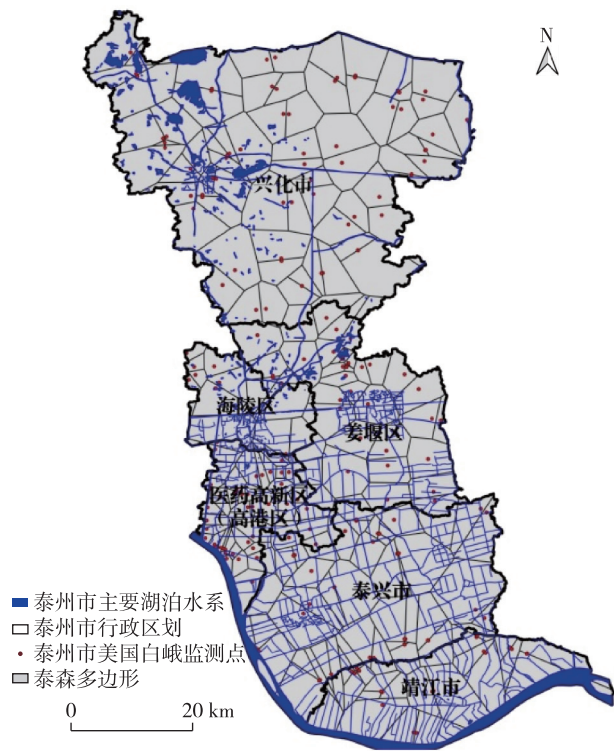 N
兴化市
海陵区
姜堰区
医药高新区
（高港区）
泰兴市
靖江市
泰州市主要湖泊水系
泰州市行政区划
泰州市美国白蛾监测点
泰森多边形
0 20 km